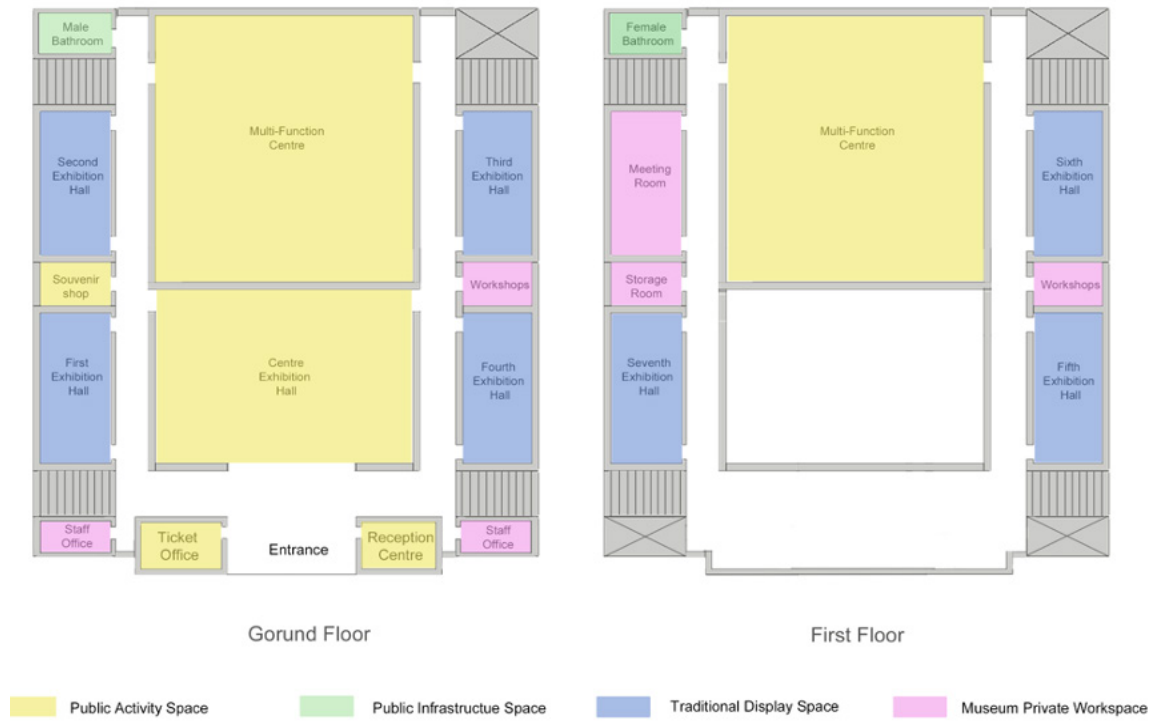 Male
Bathroom
Multi-Function
Centre
Second
Exhibition
Hall
Third
Exhibition
Hall
Souvenir
shop
Workshops
First
Exhibition
Hall
Centre
Exhibition
Hall
Fourth
Exhibition
Hall
Staff
Office
Ticket
Office
Entrance
Reception
Centre
Staff
Office
Gorund Floor
Female
Bathroom
Multi-Function
Centre
Meeting
Room
Sixth
Exhibition
Hall
Storage
Room
Workshops
Seventh
Exhibition
Hall
Fifth
Exhibition
Hall
First Floor
Public Activity Space
Public Infrastructue Space
Traditional Display Space
Museum Private Workspace